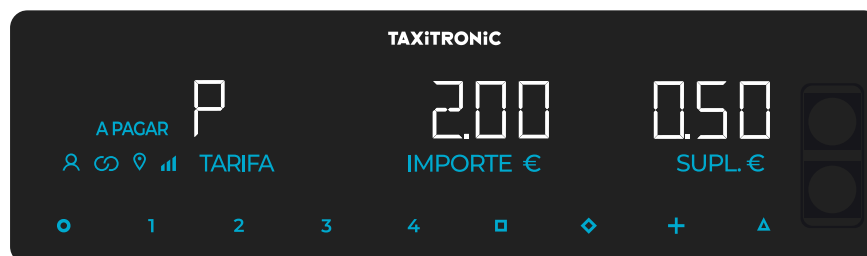 TAXiTRONiC
P 2.00 0.50
A PAGAR
TARIFA IMPORTE € SUPL. €
1 2 3 4